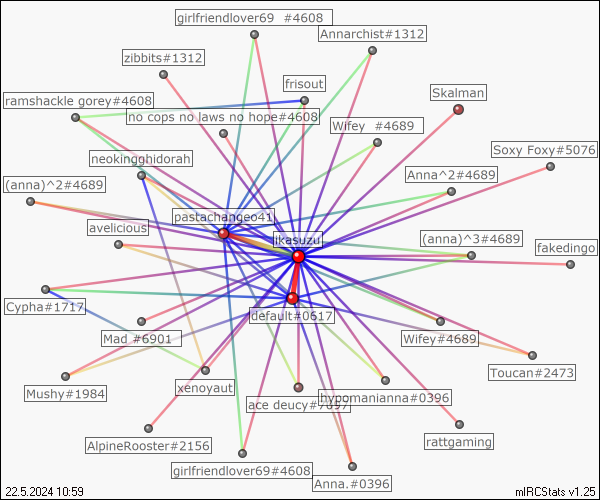 girlfriendlover69 #4608
Annarchist#1312
zibbits#1312
frisout
Skalman
ramshackle gorey#4608
no cops no laws no hope#4608
Wifey #4689
Soxy Foxy#5076
neokingghidorah
Anna^2#4689
(anna)^2#4689
pastachangeo41
avelicious
ikasuzu
(anna)^3#4689
fakedingo
Cypha#1717
default#0617
Mad #6901
Wifey#4689
Toucan#2473
Mushy#1984
xenoyaut
ace deucy#7697
hypomanianna#0396
AlpineRooster#2156
rattgaming
girlfriendlover69#4608
Anna.#0396
22.5.2024 10:59
mIRCStats v1.25